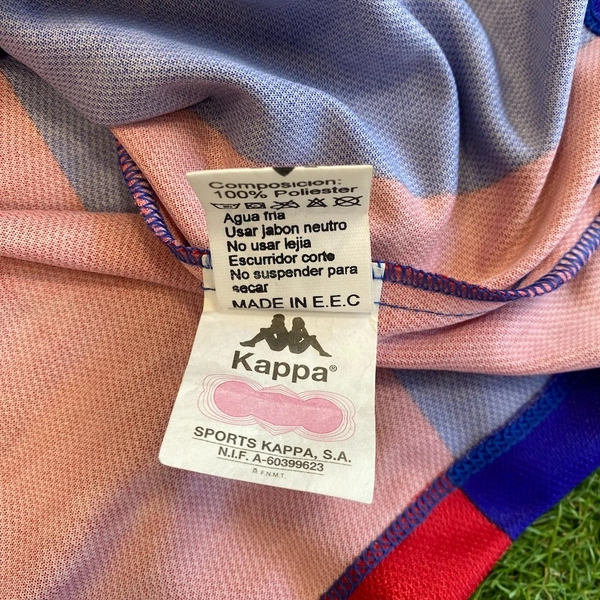 Composicion:
100% Poliester
Agua fria
Usar jabon neutro
No usar lejia
Escurridor corto
No suspender para
secar
MADE IN E.E.C
Kappa®
SPORTS KAPPA, S.A.
N.I.F. A-60399623
© F.N.M.T.